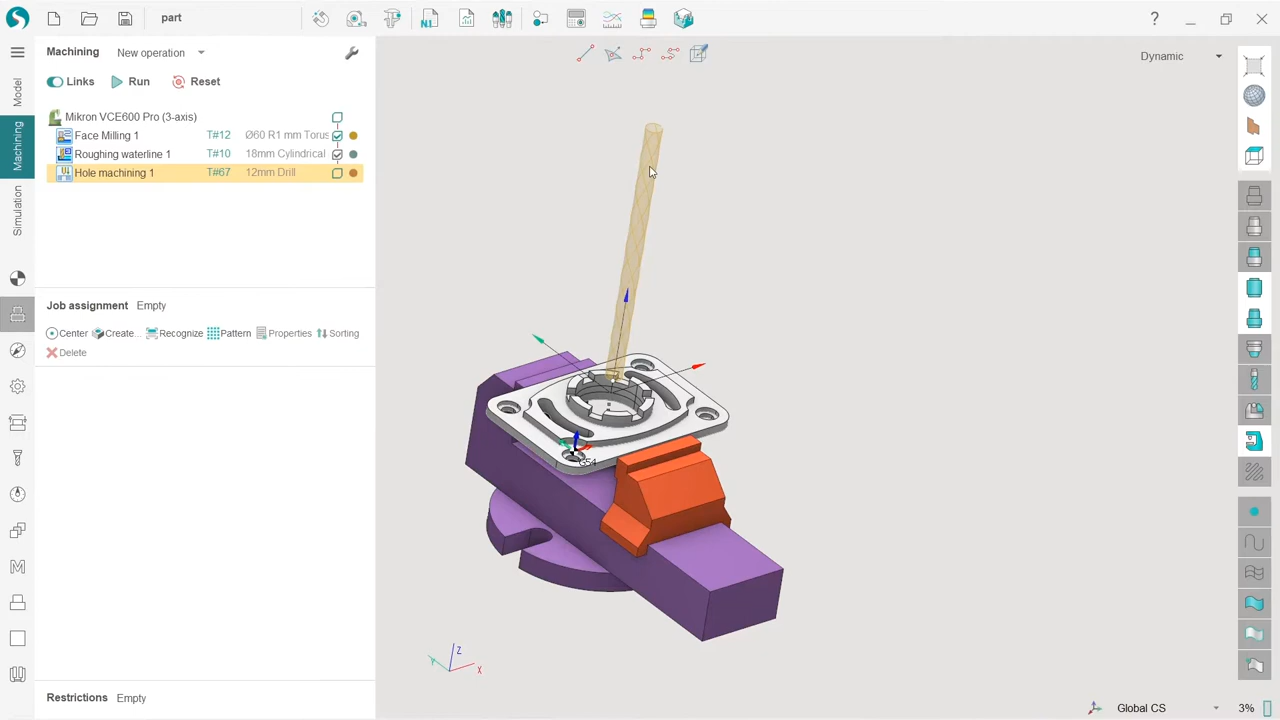 part
N.I.
?
Machining
New operation
Links
Run
Reset
Dynamic
Model
Machining
Simulation
Mikron VCE600 Pro (3-axis)
Face Milling 1 T#12 Ø60 R1 mm Torus
Roughing waterline 1 T#10 18mm Cylindrical
Hole machining 1 T#67 12mm Drill
Job assignment Empty
Center Create... Recognize Pattern Properties Sorting
Delete
G54
Z
Y
X
M
Restrictions Empty
Global CS 3%